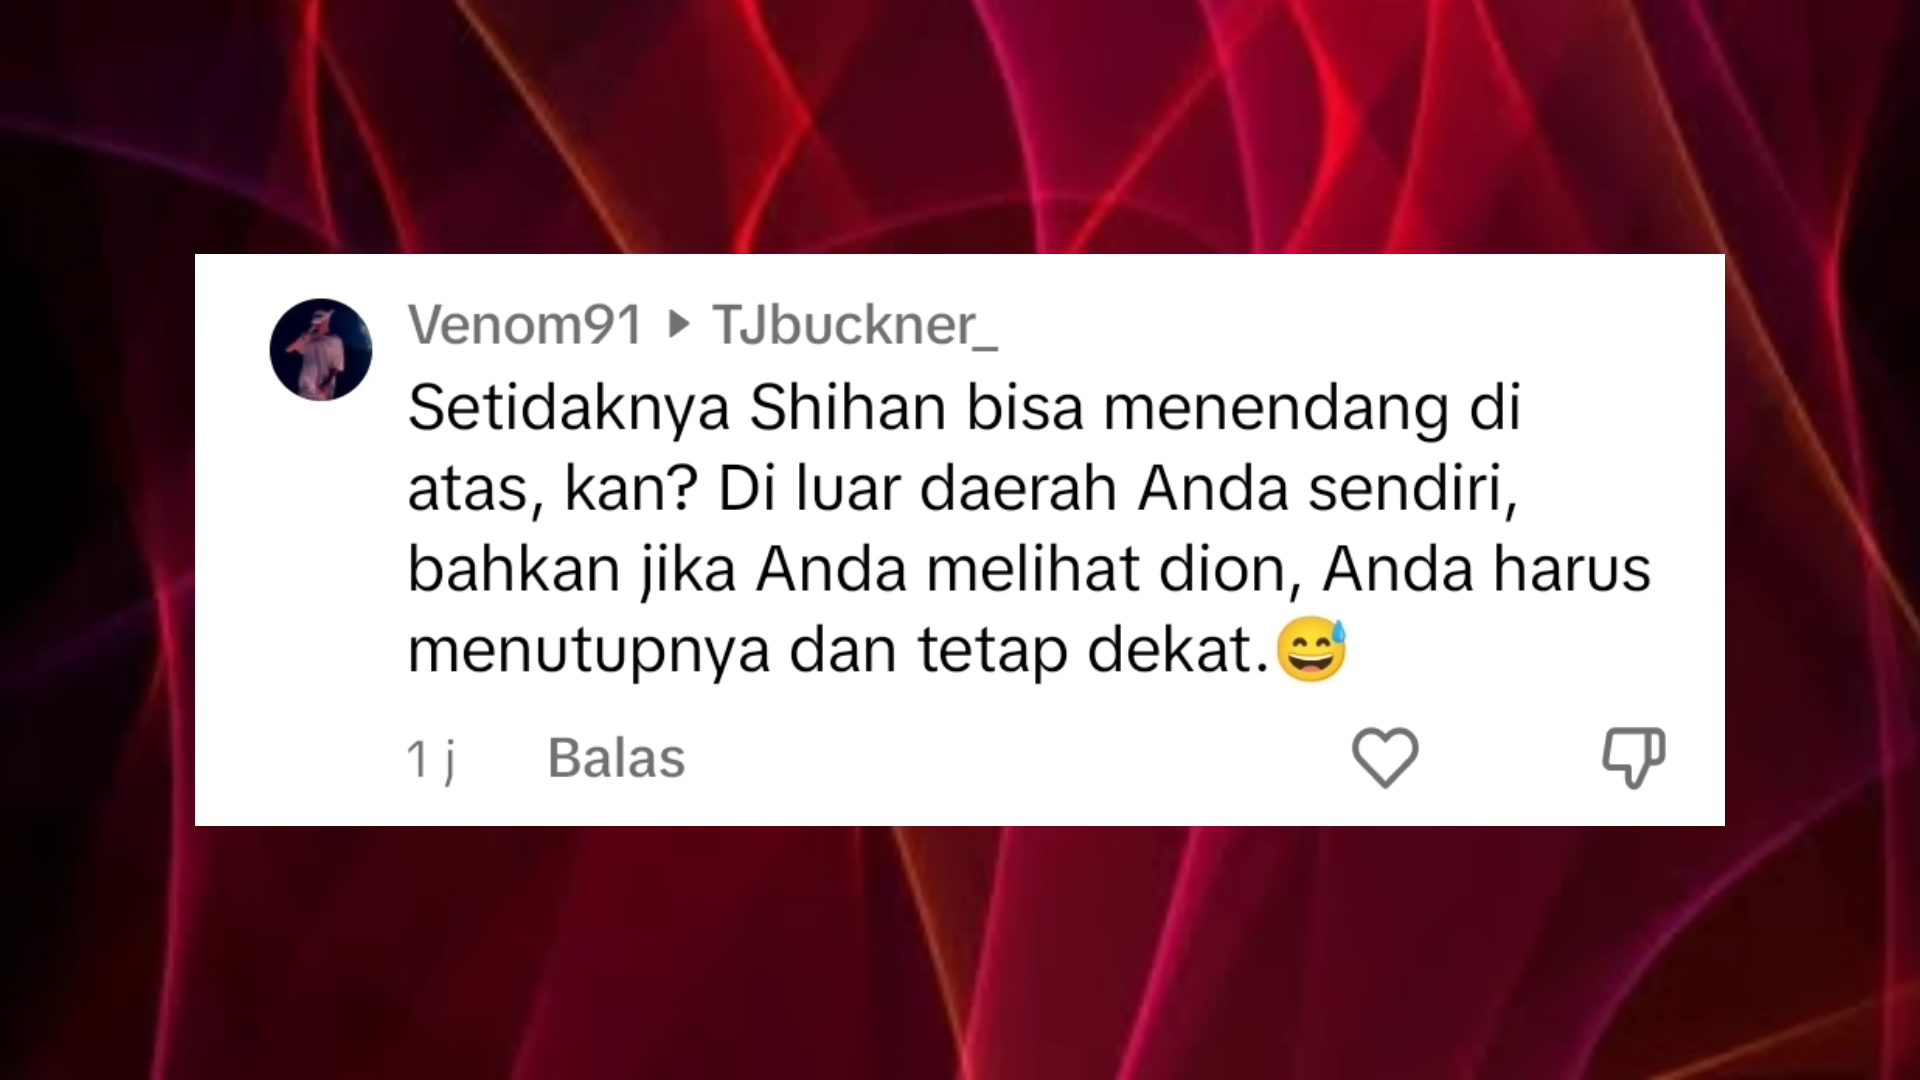 Venom91 ▶ TJbuckner_
Setidaknya Shihan bisa menendang di
atas, kan? Di luar daerah Anda sendiri,
bahkan jika Anda melihat dion, Anda harus
menutupnya dan tetap dekat.😅
1 j Balas